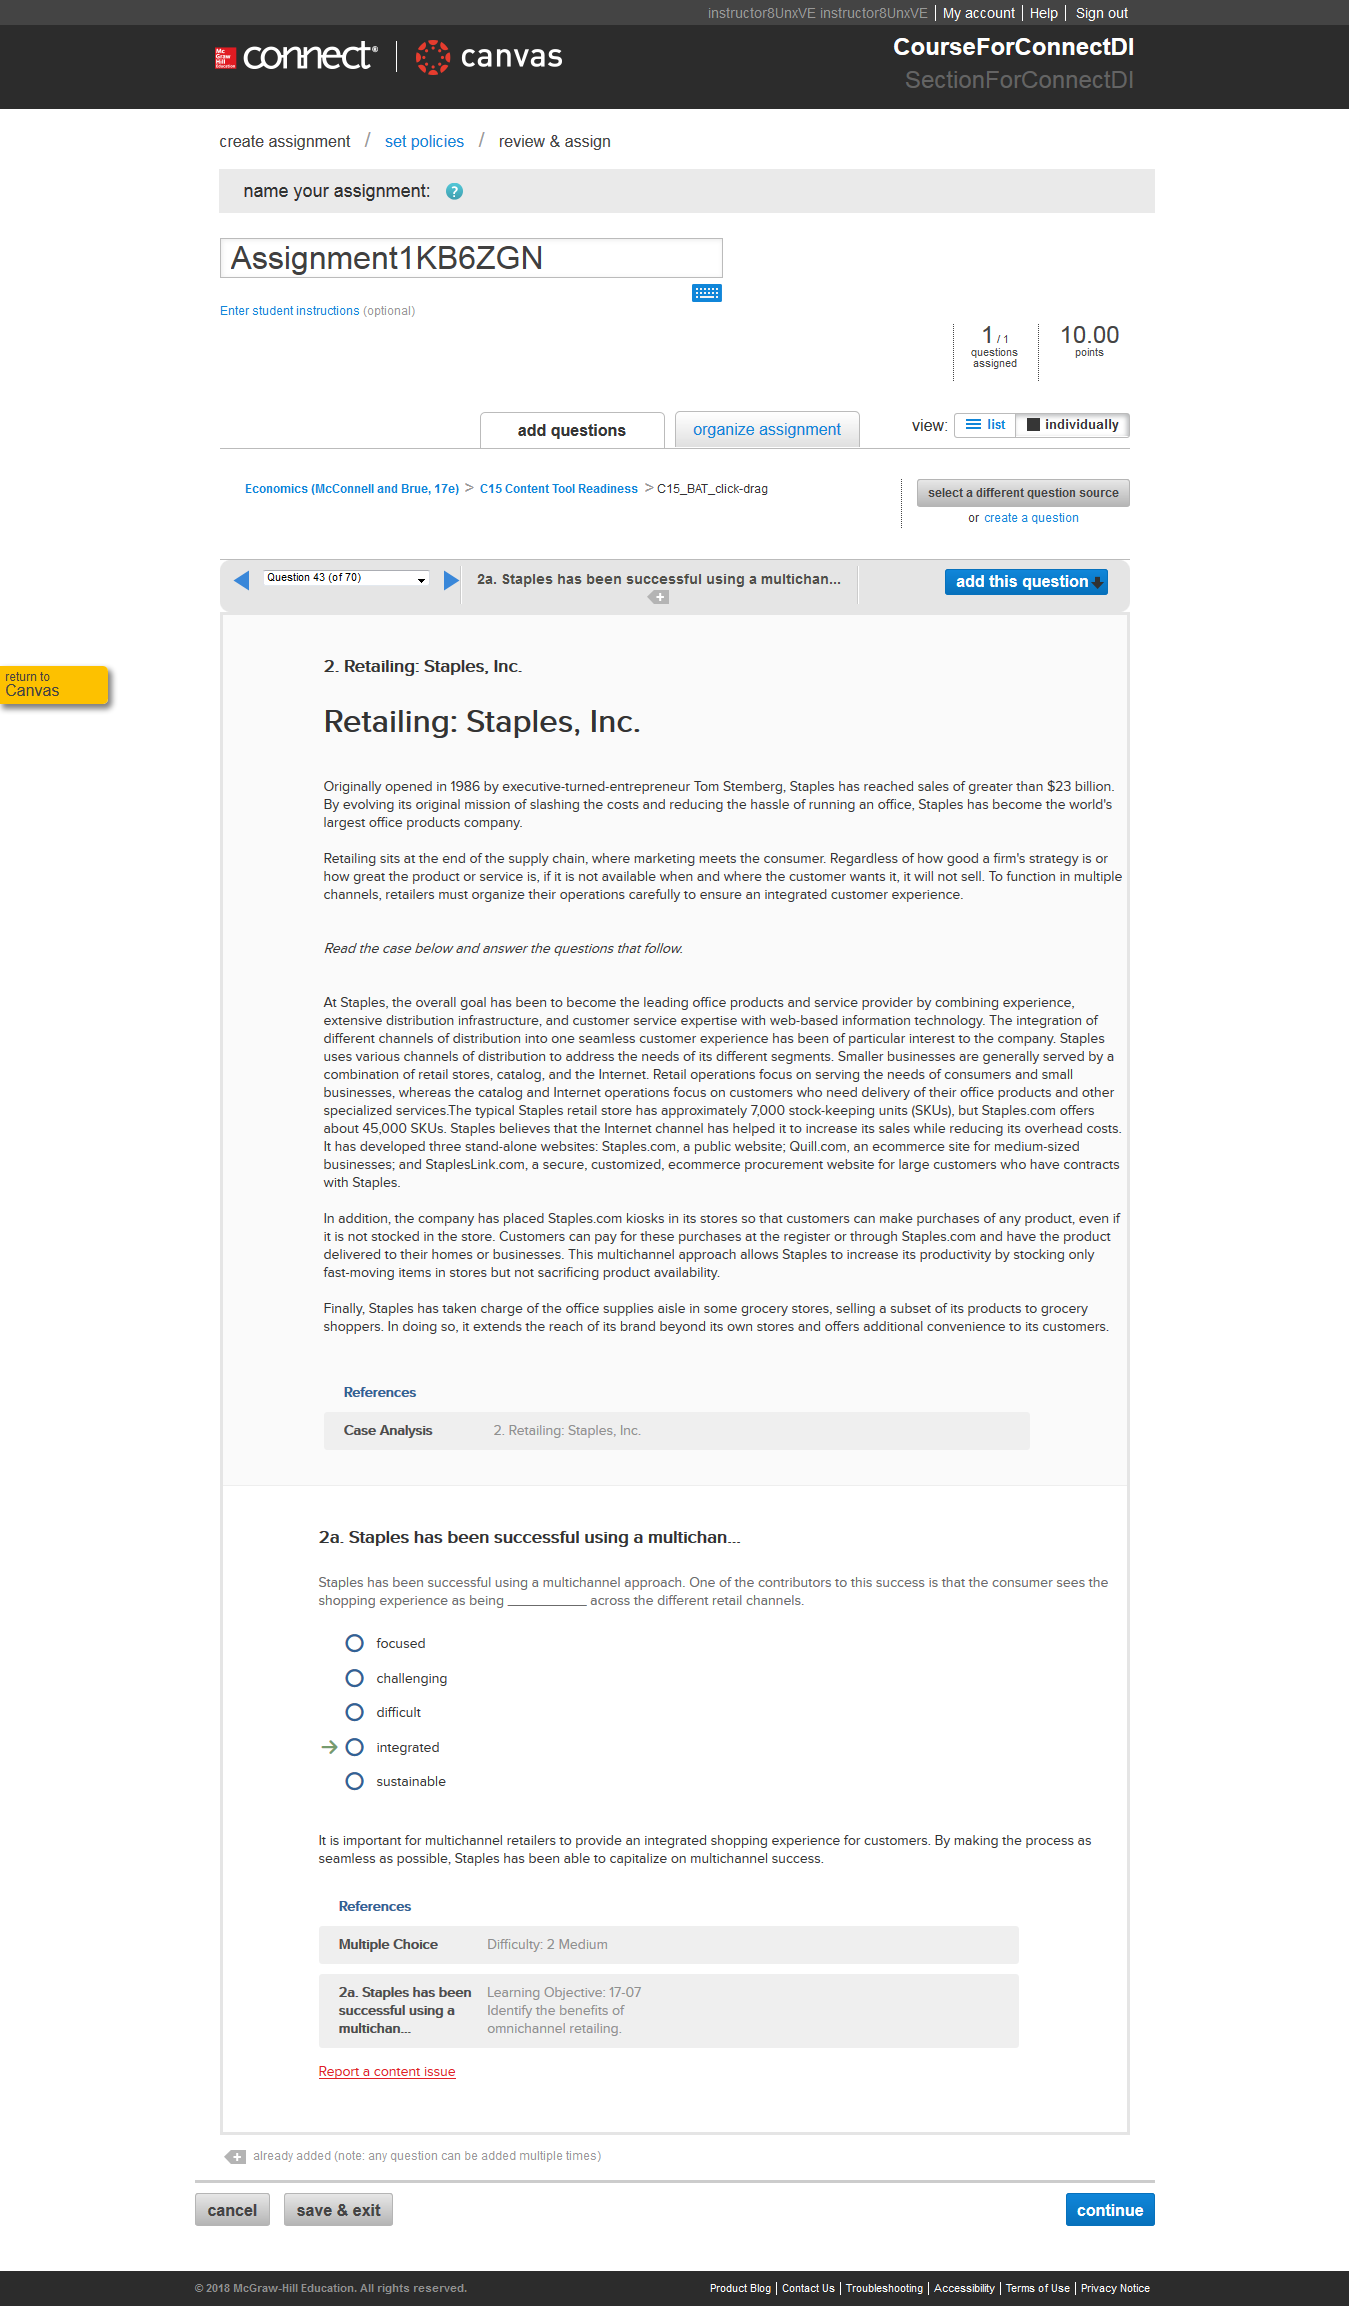 instructor8UnxVE instructor8UnxVE | My account | Help | Sign out
Mc Graw Hill Education connect® | canvas
CourseForConnectDI
SectionForConnectDI
create assignment / set policies / review & assign
name your assignment: ?
Assignment1KB6ZGN
Enter student instructions (optional)
1 / 1
questions
assigned
10.00
points
add questions
organize assignment
view: list individually
Economics (McConnell and Brue, 17e) > C15 Content Tool Readiness > C15_BAT_click-drag
select a different question source
or create a question
Question 43 (of 70)
2a. Staples has been successful using a multichan...
add this question
return to
Canvas
2. Retailing: Staples, Inc.
Retailing: Staples, Inc.
Originally opened in 1986 by executive-turned-entrepreneur Tom Stemberg, Staples has reached sales of greater than $23 billion.
By evolving its original mission of slashing the costs and reducing the hassle of running an office, Staples has become the world's
largest office products company.
Retailing sits at the end of the supply chain, where marketing meets the consumer. Regardless of how good a firm's strategy is or
how great the product or service is, if it is not available when and where the customer wants it, it will not sell. To function in multiple
channels, retailers must organize their operations carefully to ensure an integrated customer experience.
Read the case below and answer the questions that follow.
At Staples, the overall goal has been to become the leading office products and service provider by combining experience,
extensive distribution infrastructure, and customer service expertise with web-based information technology. The integration of
different channels of distribution into one seamless customer experience has been of particular interest to the company. Staples
uses various channels of distribution to address the needs of its different segments. Smaller businesses are generally served by a
combination of retail stores, catalog, and the Internet. Retail operations focus on serving the needs of consumers and small
businesses, whereas the catalog and Internet operations focus on customers who need delivery of their office products and other
specialized services.The typical Staples retail store has approximately 7,000 stock-keeping units (SKUs), but Staples.com offers
about 45,000 SKUs. Staples believes that the Internet channel has helped it to increase its sales while reducing its overhead costs.
It has developed three stand-alone websites: Staples.com, a public website; Quill.com, an ecommerce site for medium-sized
businesses; and StaplesLink.com, a secure, customized, ecommerce procurement website for large customers who have contracts
with Staples.
In addition, the company has placed Staples.com kiosks in its stores so that customers can make purchases of any product, even if
it is not stocked in the store. Customers can pay for these purchases at the register or through Staples.com and have the product
delivered to their homes or businesses. This multichannel approach allows Staples to increase its productivity by stocking only
fast-moving items in stores but not sacrificing product availability.
Finally, Staples has taken charge of the office supplies aisle in some grocery stores, selling a subset of its products to grocery
shoppers. In doing so, it extends the reach of its brand beyond its own stores and offers additional convenience to its customers.
References
Case Analysis 2. Retailing: Staples, Inc.
2a. Staples has been successful using a multichan...
Staples has been successful using a multichannel approach. One of the contributors to this success is that the consumer sees the
shopping experience as being ___________ across the different retail channels.
focused
challenging
difficult
integrated
sustainable
It is important for multichannel retailers to provide an integrated shopping experience for customers. By making the process as
seamless as possible, Staples has been able to capitalize on multichannel success.
References
Multiple Choice Difficulty: 2 Medium
2a. Staples has been Learning Objective: 17-07
successful using a Identify the benefits of
multichan... omnichannel retailing.
Report a content issue
already added (note: any question can be added multiple times)
cancel
save & exit
continue
© 2018 McGraw-Hill Education. All rights reserved.
Product Blog | Contact Us | Troubleshooting | Accessibility | Terms of Use | Privacy Notice